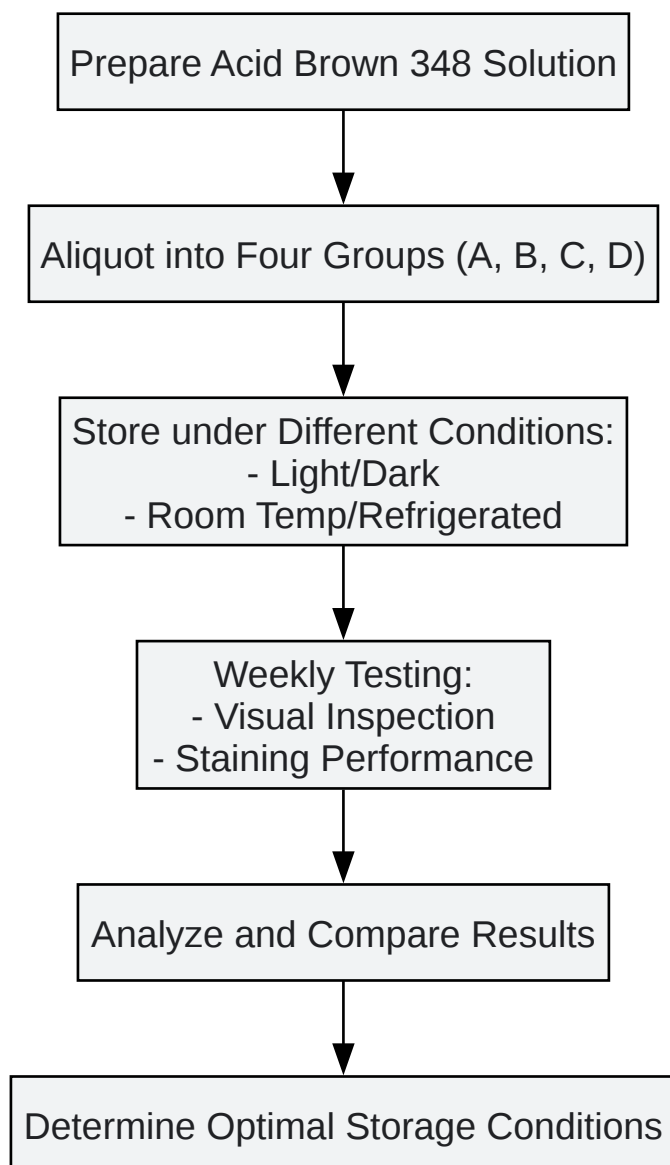 Prepare Acid Brown 348 Solution
Aliquot into Four Groups (A, B, C, D)
Store under Different Conditions:
- Light/Dark
- Room Temp/Refrigerated
Weekly Testing:
- Visual Inspection
- Staining Performance
Analyze and Compare Results
Determine Optimal Storage Conditions